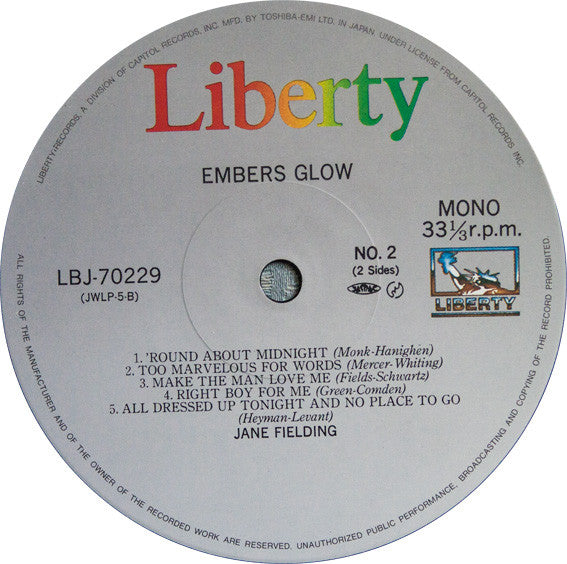 LIBERTY RECORDS, A DIVISION OF CAPITOL RECORDS, INC. MFD. BY TOSHIBA-EMI LTD. IN JAPAN UNDER LICENSE FROM CAPITOL RECORDS INC.
Liberty
EMBERS GLOW
MONO
33 1/3 r.p.m.
LBJ-70229
(JWLP-5-B)
NO. 2
(2 Sides)
LIBERTY
1. 'ROUND ABOUT MIDNIGHT (Monk-Hanighen)
2. TOO MARVELOUS FOR WORDS (Mercer-Whiting)
3. MAKE THE MAN LOVE ME (Fields-Schwartz)
4. RIGHT BOY FOR ME (Green-Comden)
5. ALL DRESSED UP TONIGHT AND NO PLACE TO GO
(Heyman-Levant)
JANE FIELDING
ALL RIGHTS OF THE MANUFACTURER AND OF THE OWNER OF THE RECORDED WORK ARE RESERVED. UNAUTHORIZED PUBLIC PERFORMANCE, BROADCASTING AND COPYING OF THE RECORD PROHIBITED.